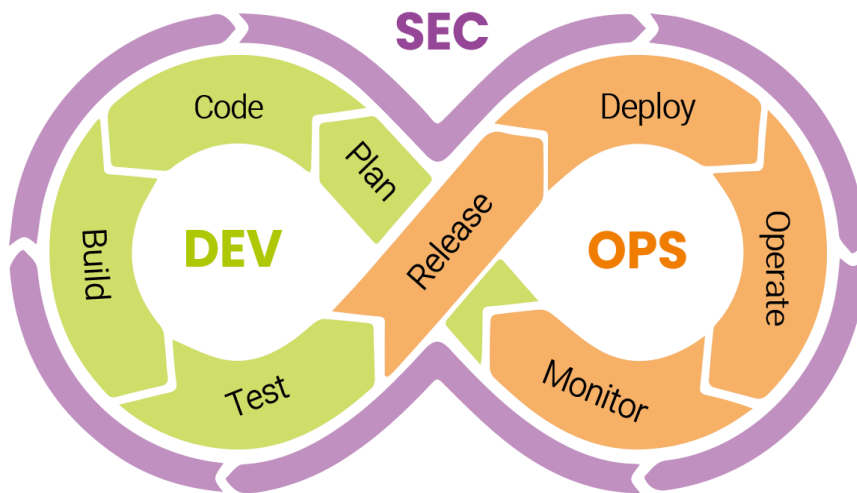 SEC
Code
Deploy
Plan
Release
Build
DEV
OPS
Operate
Test
Monitor